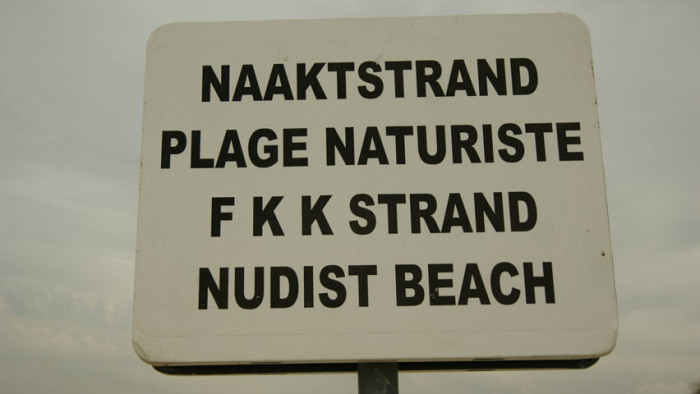 NAAKTSTRAND
PLAGE NATURISTE
F K K STRAND
NUDIST BEACH